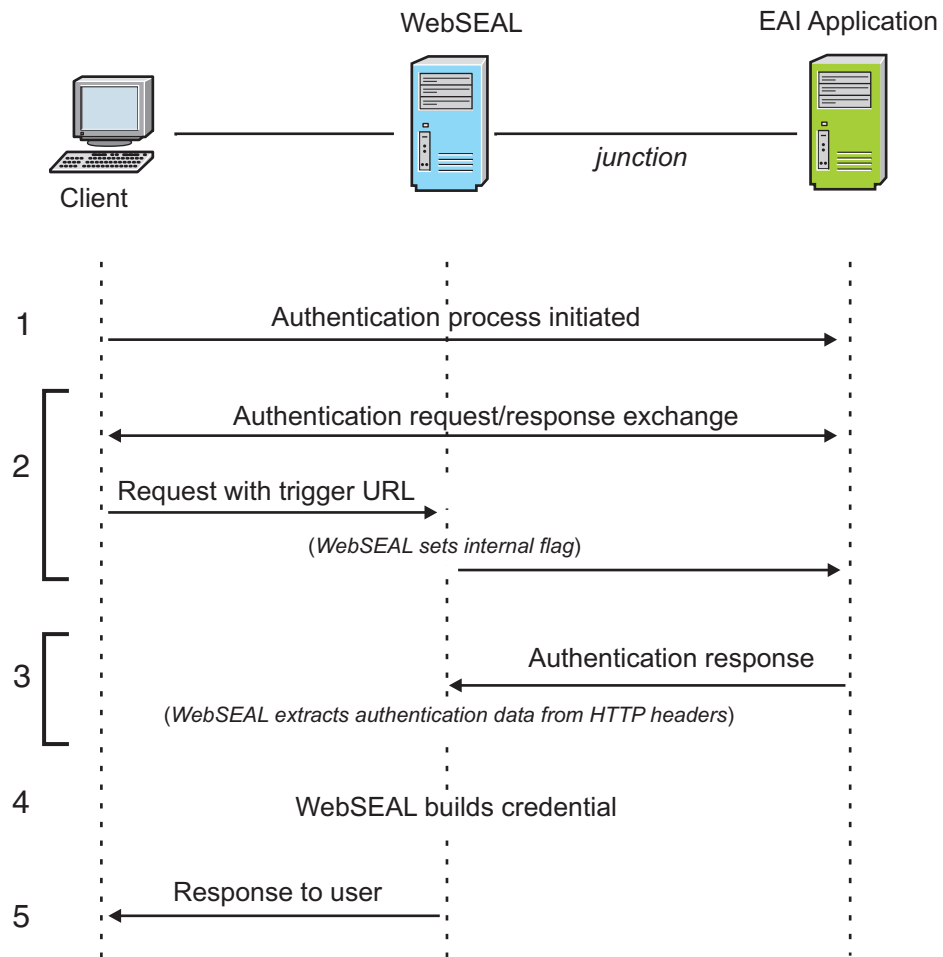 WebSEAL
EAI Application
junction
Client
1
Authentication process initiated
2
Authentication request/response exchange
Request with trigger URL
(WebSEAL sets internal flag)
3
Authentication response
(WebSEAL extracts authentication data from HTTP headers)
4
WebSEAL builds credential
5
Response to user